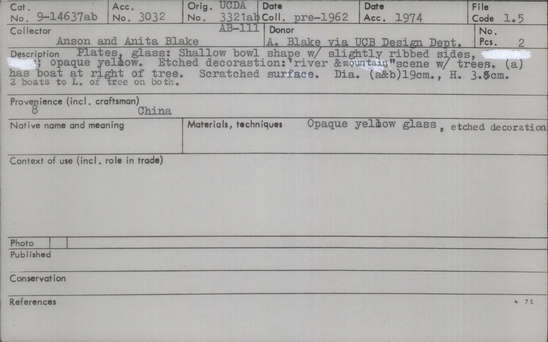 Cat. No. 9-14637ab Acc. No. 3032 Orig. No. UCDA 3321ab AB-111 Date Coll. pre-1962 Date Acc. 1974 File Code 1.5
Collector Anson and Anita Blake Donor A. Blake via UCB Design Dept. No. Pcs. 2
Description Plates, glass: Shallow bowl shape w/ slightly ribbed sides,
; opaque yellow. Etched decorastion: "river & mountain" scene w/ trees. (a)
has boat at right of tree. Scratched surface. Dia. (a&b)19cm., H. 3.5cm.
2 boats to L. of tree on both.
Provenience (incl. craftsman)
8 China
Native name and meaning Materials, techniques Opaque yellow glass, etched decoration
Context of use (incl. role in trade)
Photo
Published
Conservation
References 4 75